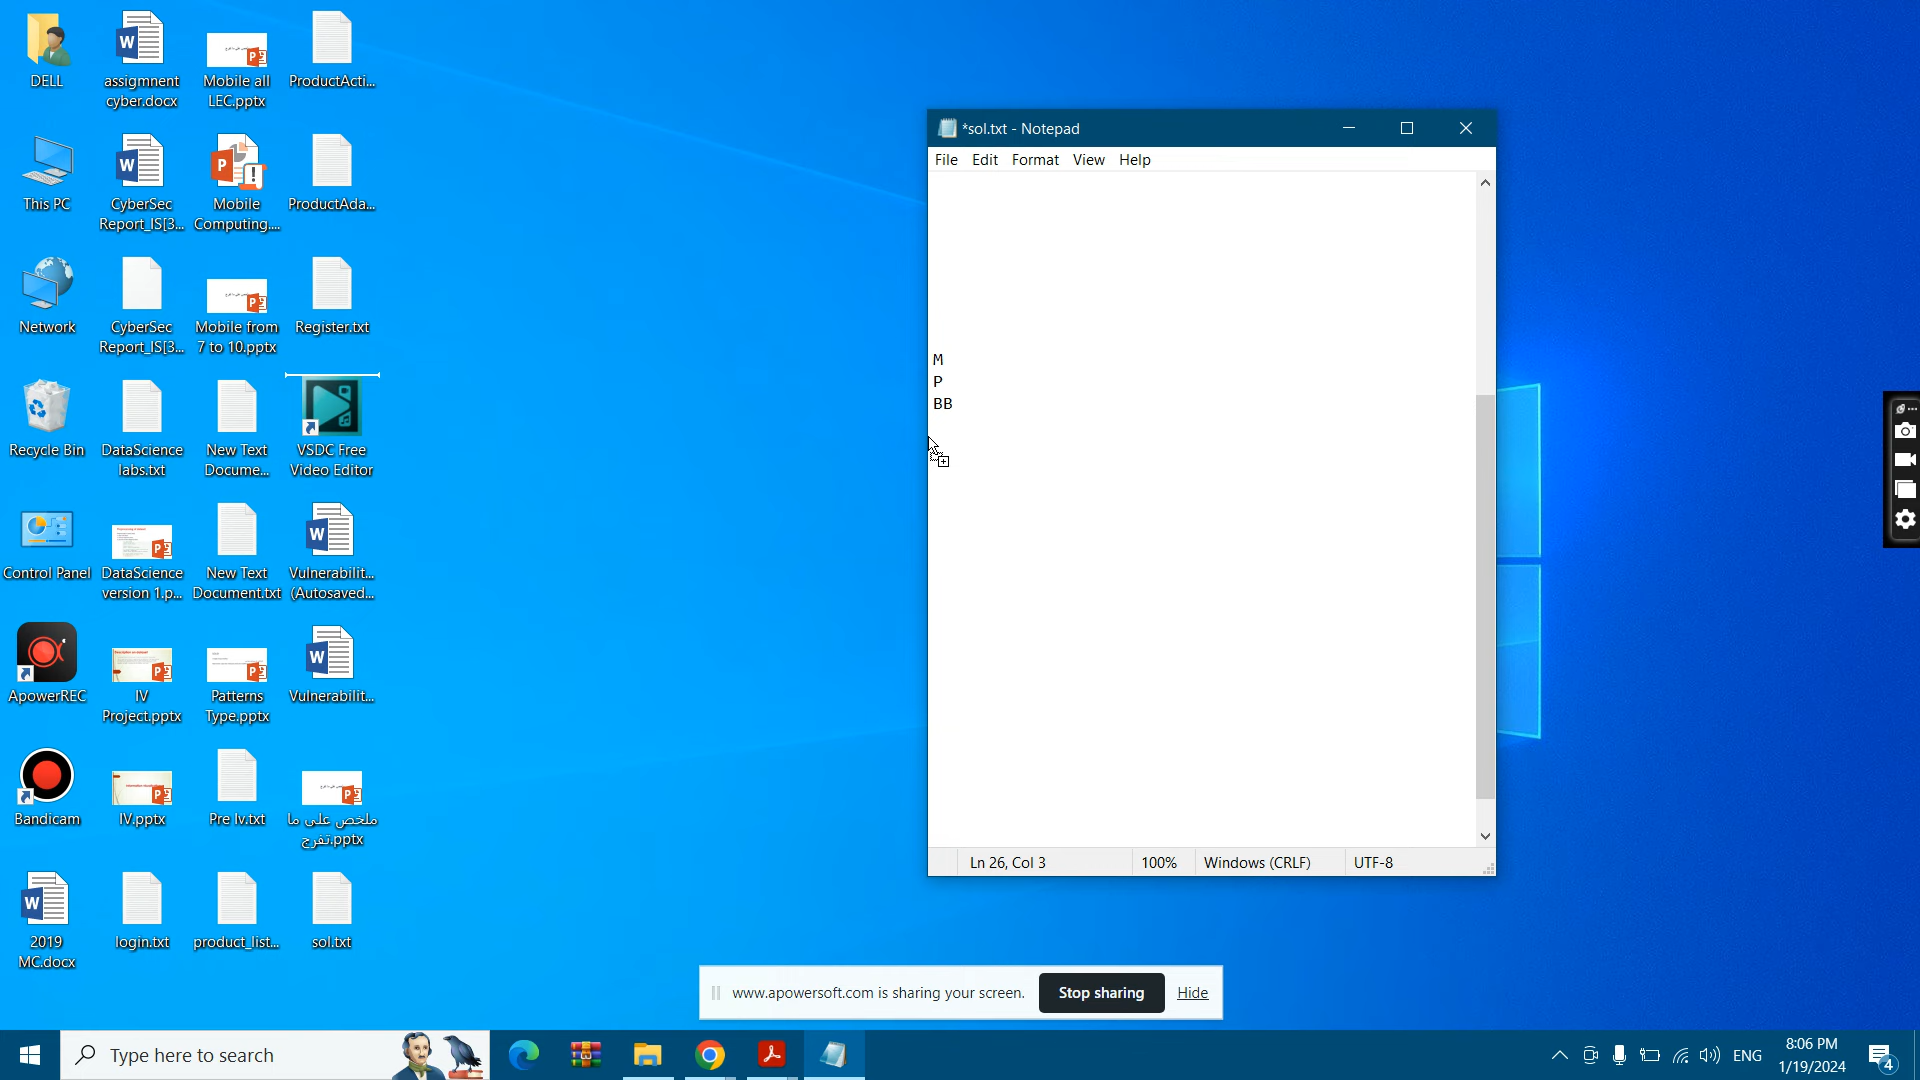 DELL
assigmnent
cyber.docx
Mobile all
LEC.pptx
ProductActi...
This PC
CyberSec
Report_IS[3...
Mobile
Computing....
ProductAda...
Network
CyberSec
Report_IS[3...
Mobile from
7 to 10.pptx
Register.txt
Recycle Bin
DataScience
labs.txt
New Text
Docume...
VSDC Free
Video Editor
Control Panel
DataScience
version 1.p...
New Text
Document.txt
Vulnerabilit...
(Autosaved...
ApowerREC
IV
Project.pptx
Patterns
Type.pptx
Vulnerabilit...
Bandicam
IV.pptx
Pre Iv.txt
ملخص على ما
تفرج.pptx
2019
MC.docx
login.txt
product_list...
sol.txt
*sol.txt - Notepad
File Edit Format View Help
M
P
BB
Ln 26, Col 3 100% Windows (CRLF) UTF-8
www.apowersoft.com is sharing your screen. Stop sharing Hide
Type here to search
ENG
8:06 PM
1/19/2024
4